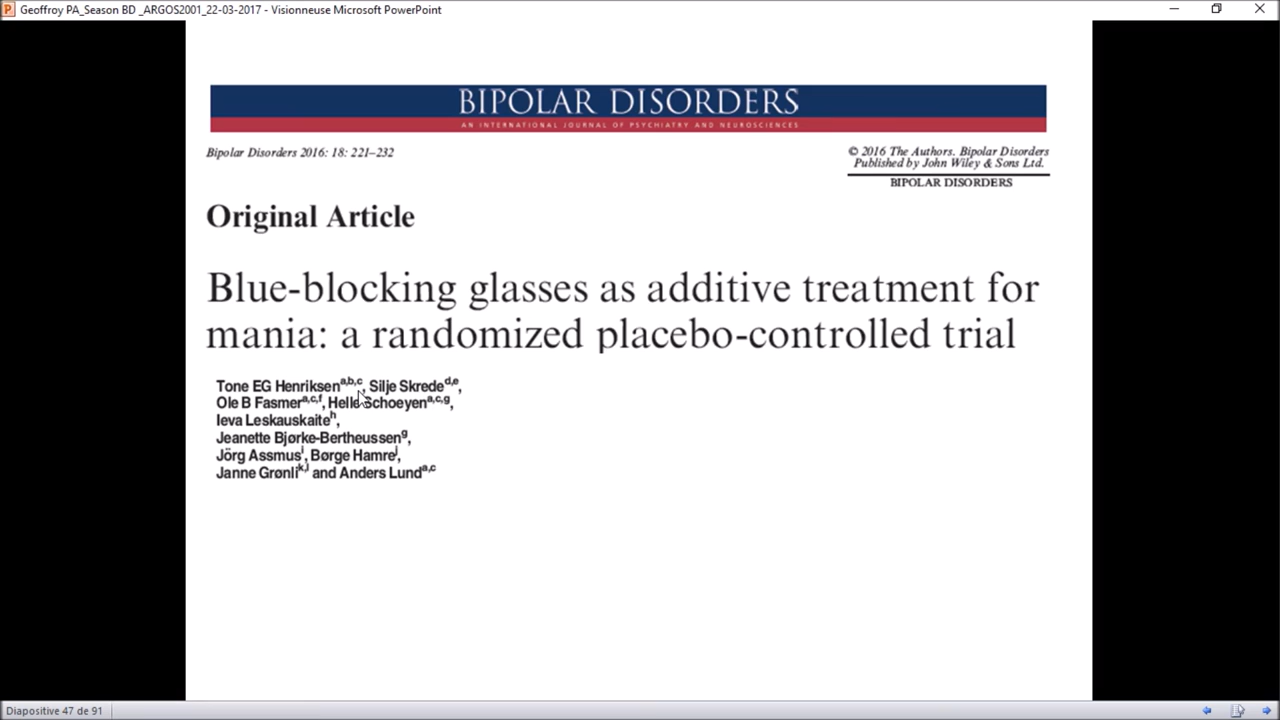 Geoffroy PA_Season BD _ARGOS2001_22-03-2017 - Visionneuse Microsoft PowerPoint
BIPOLAR DISORDERS
AN INTERNATIONAL JOURNAL OF PSYCHIATRY AND NEUROSCIENCES
Bipolar Disorders 2016: 18: 221–232
© 2016 The Authors. Bipolar Disorders
Published by John Wiley & Sons Ltd.
BIPOLAR DISORDERS
Original Article
Blue-blocking glasses as additive treatment for
mania: a randomized placebo-controlled trial
Tone EG Henriksen^a,b,c, Silje Skrede^d,e,
Ole B Fasmer^a,c,f, Helle Schoeyen^a,c,g,
Ieva Leskauskaite^h,
Jeanette Bjørke-Bertheussen^g,
Jörg Assmus^i, Børge Hamre^j,
Janne Grønli^k,l and Anders Lund^a,c
Diapositive 47 de 91